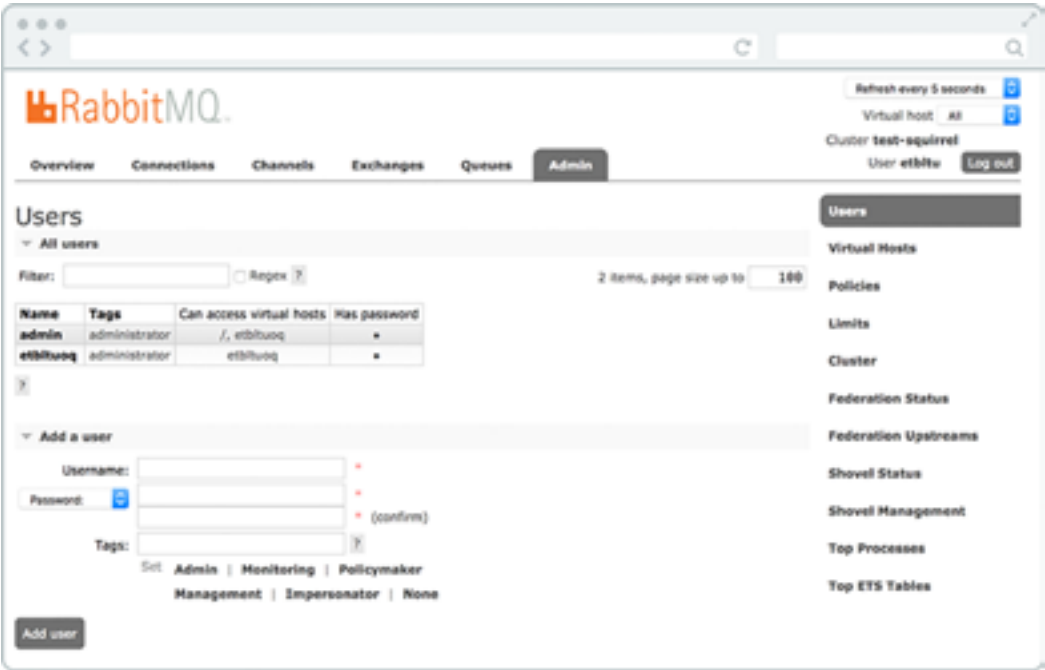 RabbitMQ.
Refresh every 5 seconds
Virtual host All
Cluster test-squirrel
User etbltu Log out
Overview Connections Channels Exchanges Queues Admin
Users
All users
Filter: Regex ? 2 items, page size up to 100
Name Tags Can access virtual hosts Has password
admin administrator /, etbltuoq •
etbltuoq administrator etbltuoq •
?
Add a user
Username: *
Password: *
* (confirm)
Tags: ?
Set Admin | Monitoring | Policymaker
Management | Impersonator | None
Add user
Users
Virtual Hosts
Policies
Limits
Cluster
Federation Status
Federation Upstreams
Shovel Status
Shovel Management
Top Processes
Top ETS Tables